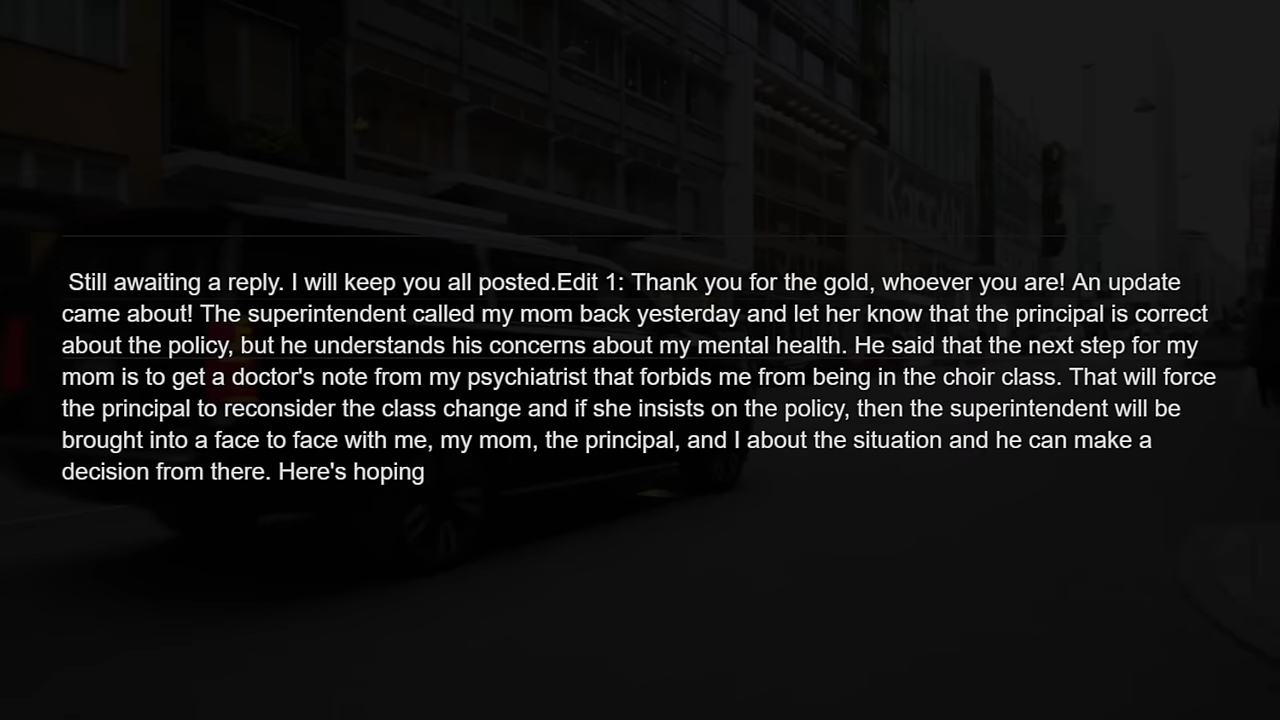 Still awaiting a reply. I will keep you all posted.Edit 1: Thank you for the gold, whoever you are! An update
came about! The superintendent called my mom back yesterday and let her know that the principal is correct
about the policy, but he understands his concerns about my mental health. He said that the next step for my
mom is to get a doctor's note from my psychiatrist that forbids me from being in the choir class. That will force
the principal to reconsider the class change and if she insists on the policy, then the superintendent will be
brought into a face to face with me, my mom, the principal, and I about the situation and he can make a
decision from there. Here's hoping